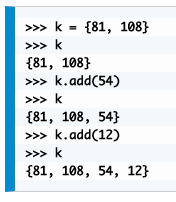 >>> k = {81, 108}
>>> k
{81, 108}
>>> k.add(54)
>>> k
{81, 108, 54}
>>> k.add(12)
>>> k
{81, 108, 54, 12}